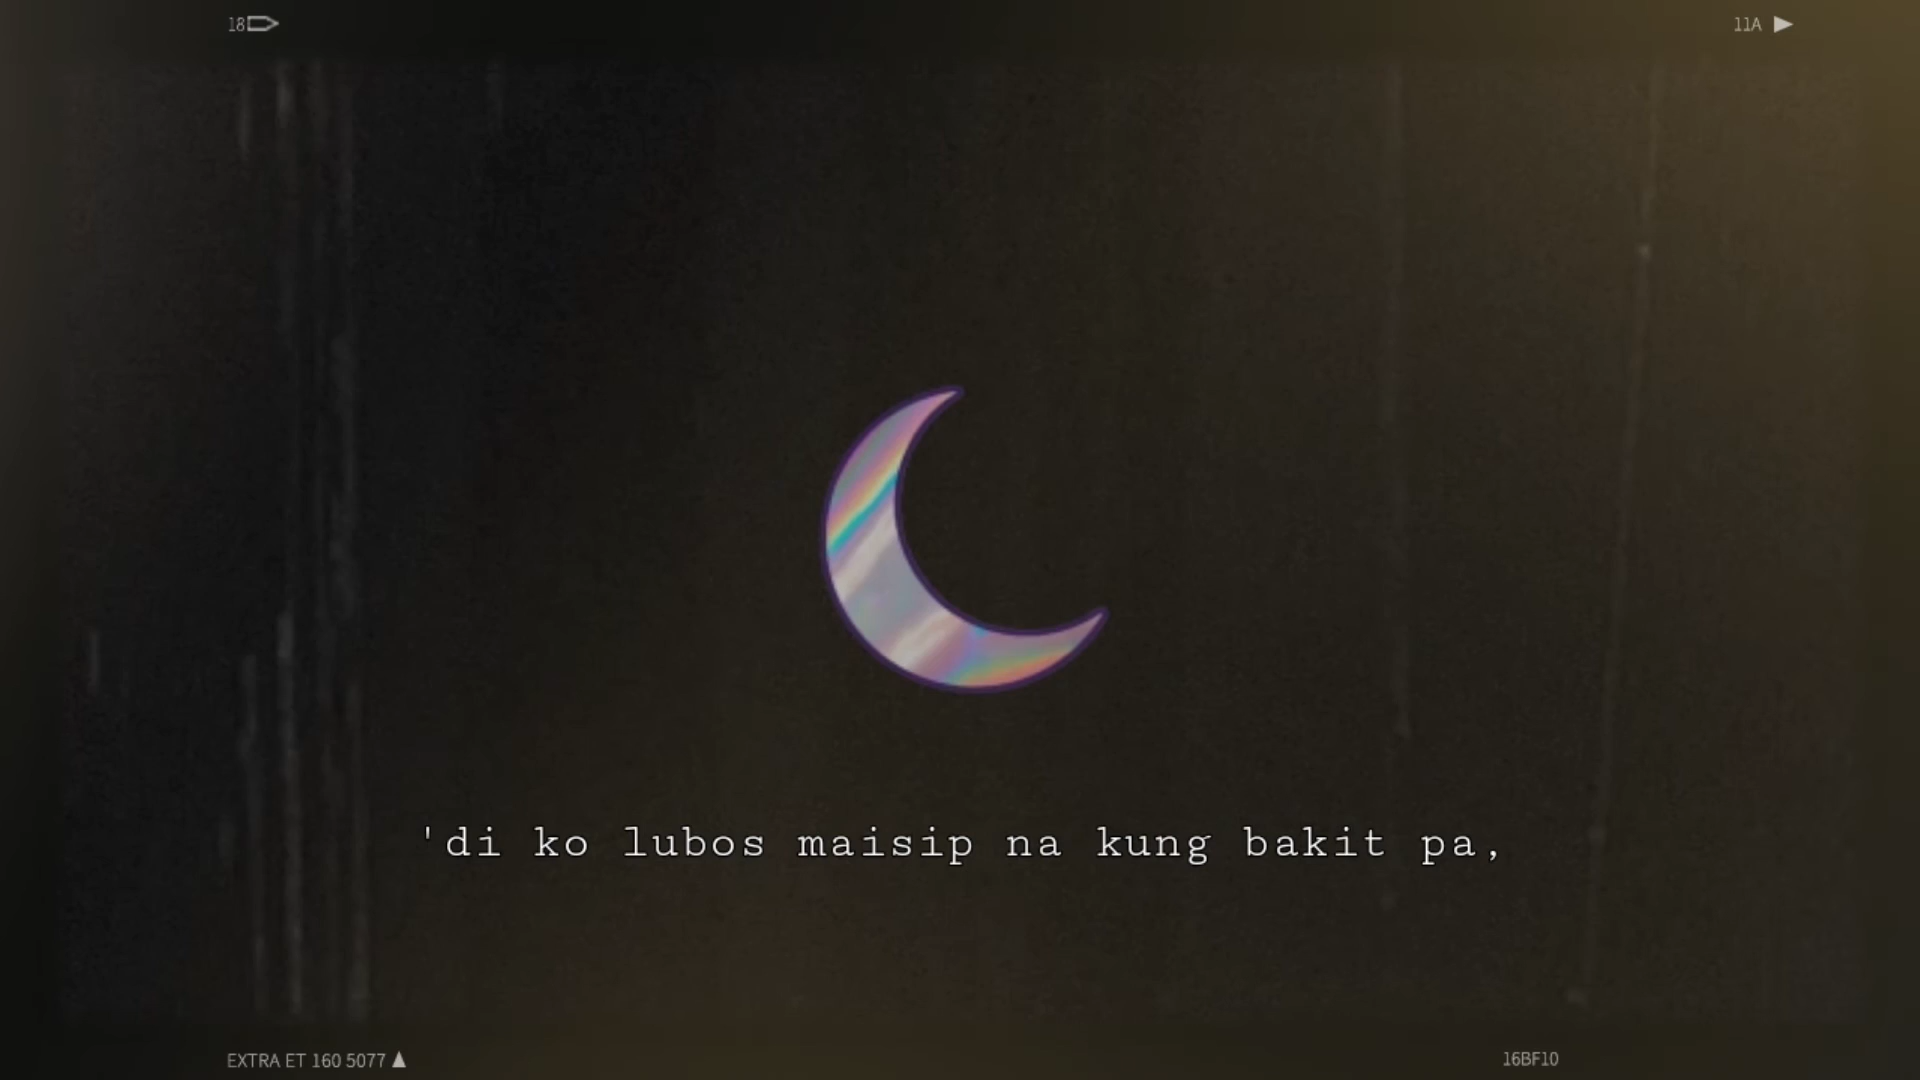 18
11A
'di ko lubos maisip na kung bakit pa,
EXTRA ET 160 5077
16BF10